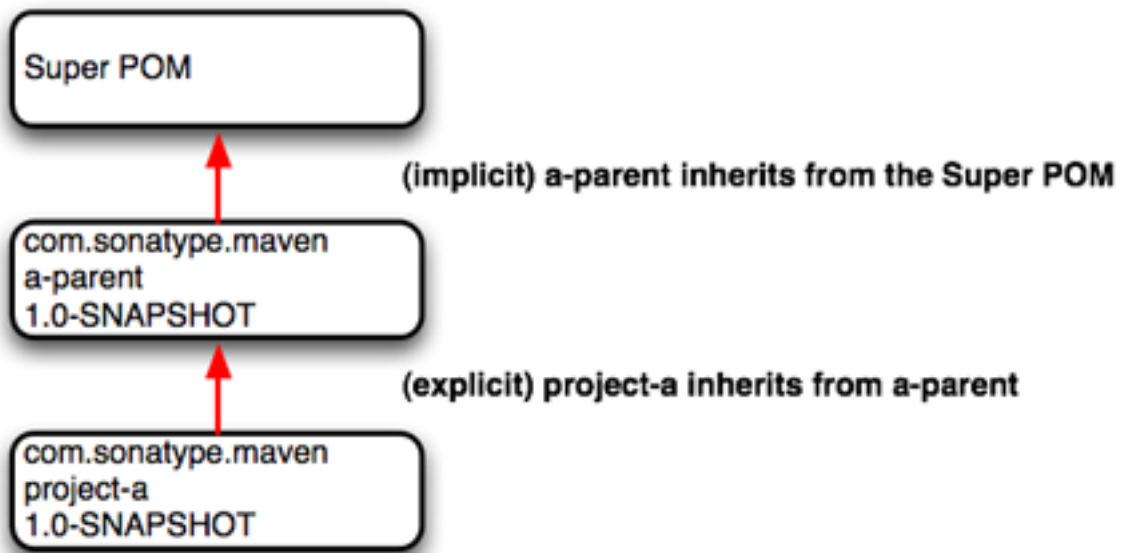 Super POM
(implicit) a-parent inherits from the Super POM
com.sonatype.maven
a-parent
1.0-SNAPSHOT
(explicit) project-a inherits from a-parent
com.sonatype.maven
project-a
1.0-SNAPSHOT